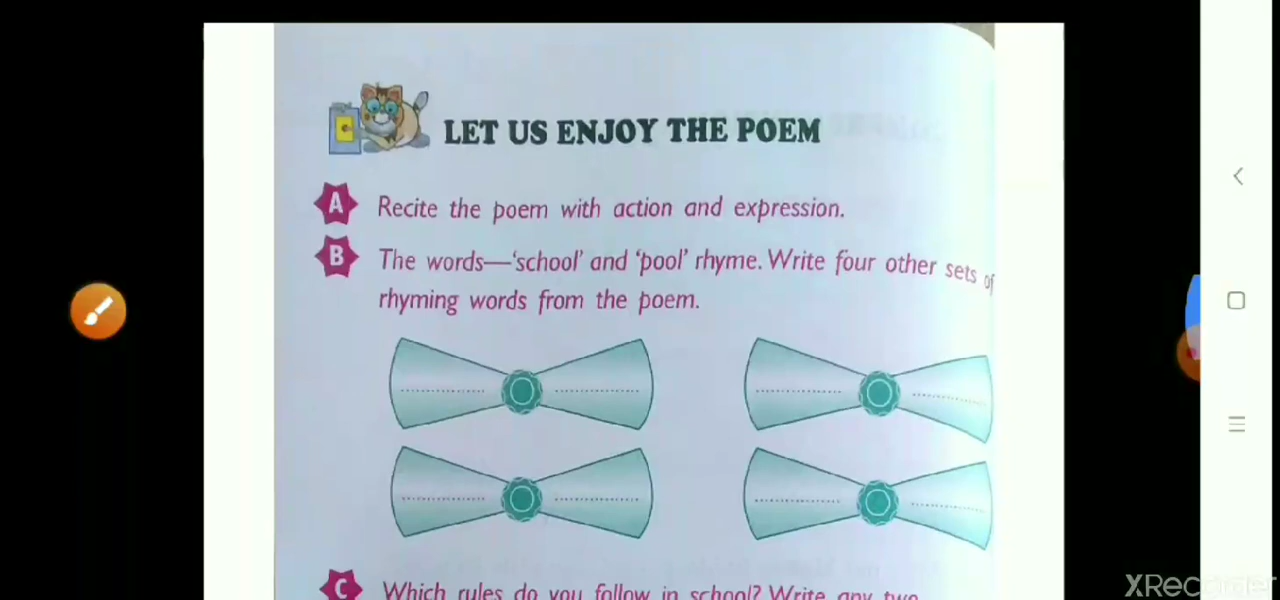 LET US ENJOY THE POEM
A Recite the poem with action and expression.
B The words—‘school’ and ‘pool’ rhyme. Write four other sets of
rhyming words from the poem.
C Which rules do you follow in school? Write any two
XRecorder